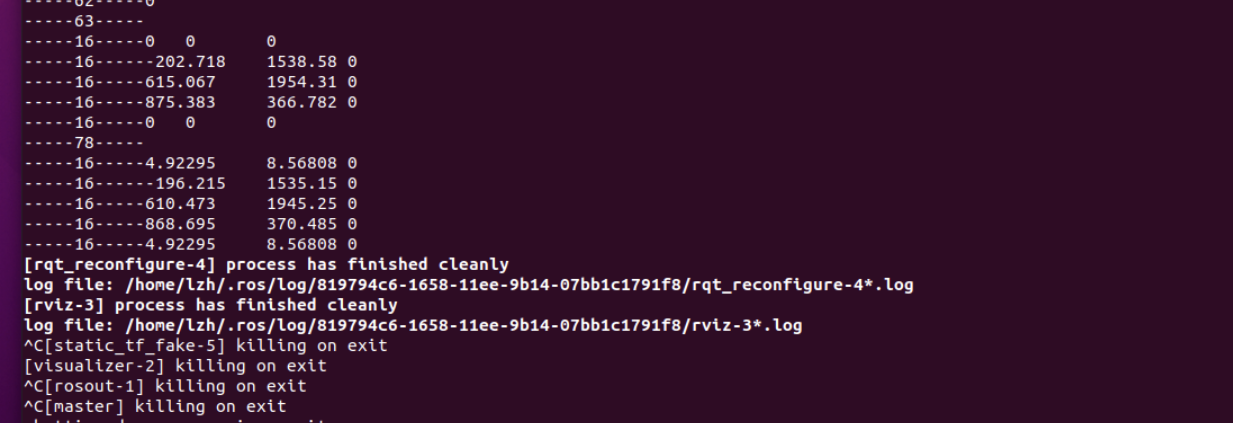 -----62-----0
-----63-----
-----16-----0   0       0
-----16------202.718    1538.58 0
-----16-----615.067     1954.31 0
-----16-----875.383     366.782 0
-----16-----0   0       0
-----78-----
-----16-----4.92295     8.56808 0
-----16------196.215    1535.15 0
-----16-----610.473     1945.25 0
-----16-----868.695     370.485 0
-----16-----4.92295     8.56808 0
[rqt_reconfigure-4] process has finished cleanly
log file: /home/lzh/.ros/log/819794c6-1658-11ee-9b14-07bb1c1791f8/rqt_reconfigure-4*.log
[rviz-3] process has finished cleanly
log file: /home/lzh/.ros/log/819794c6-1658-11ee-9b14-07bb1c1791f8/rviz-3*.log
^C[static_tf_fake-5] killing on exit
[visualizer-2] killing on exit
^C[rosout-1] killing on exit
^C[master] killing on exit